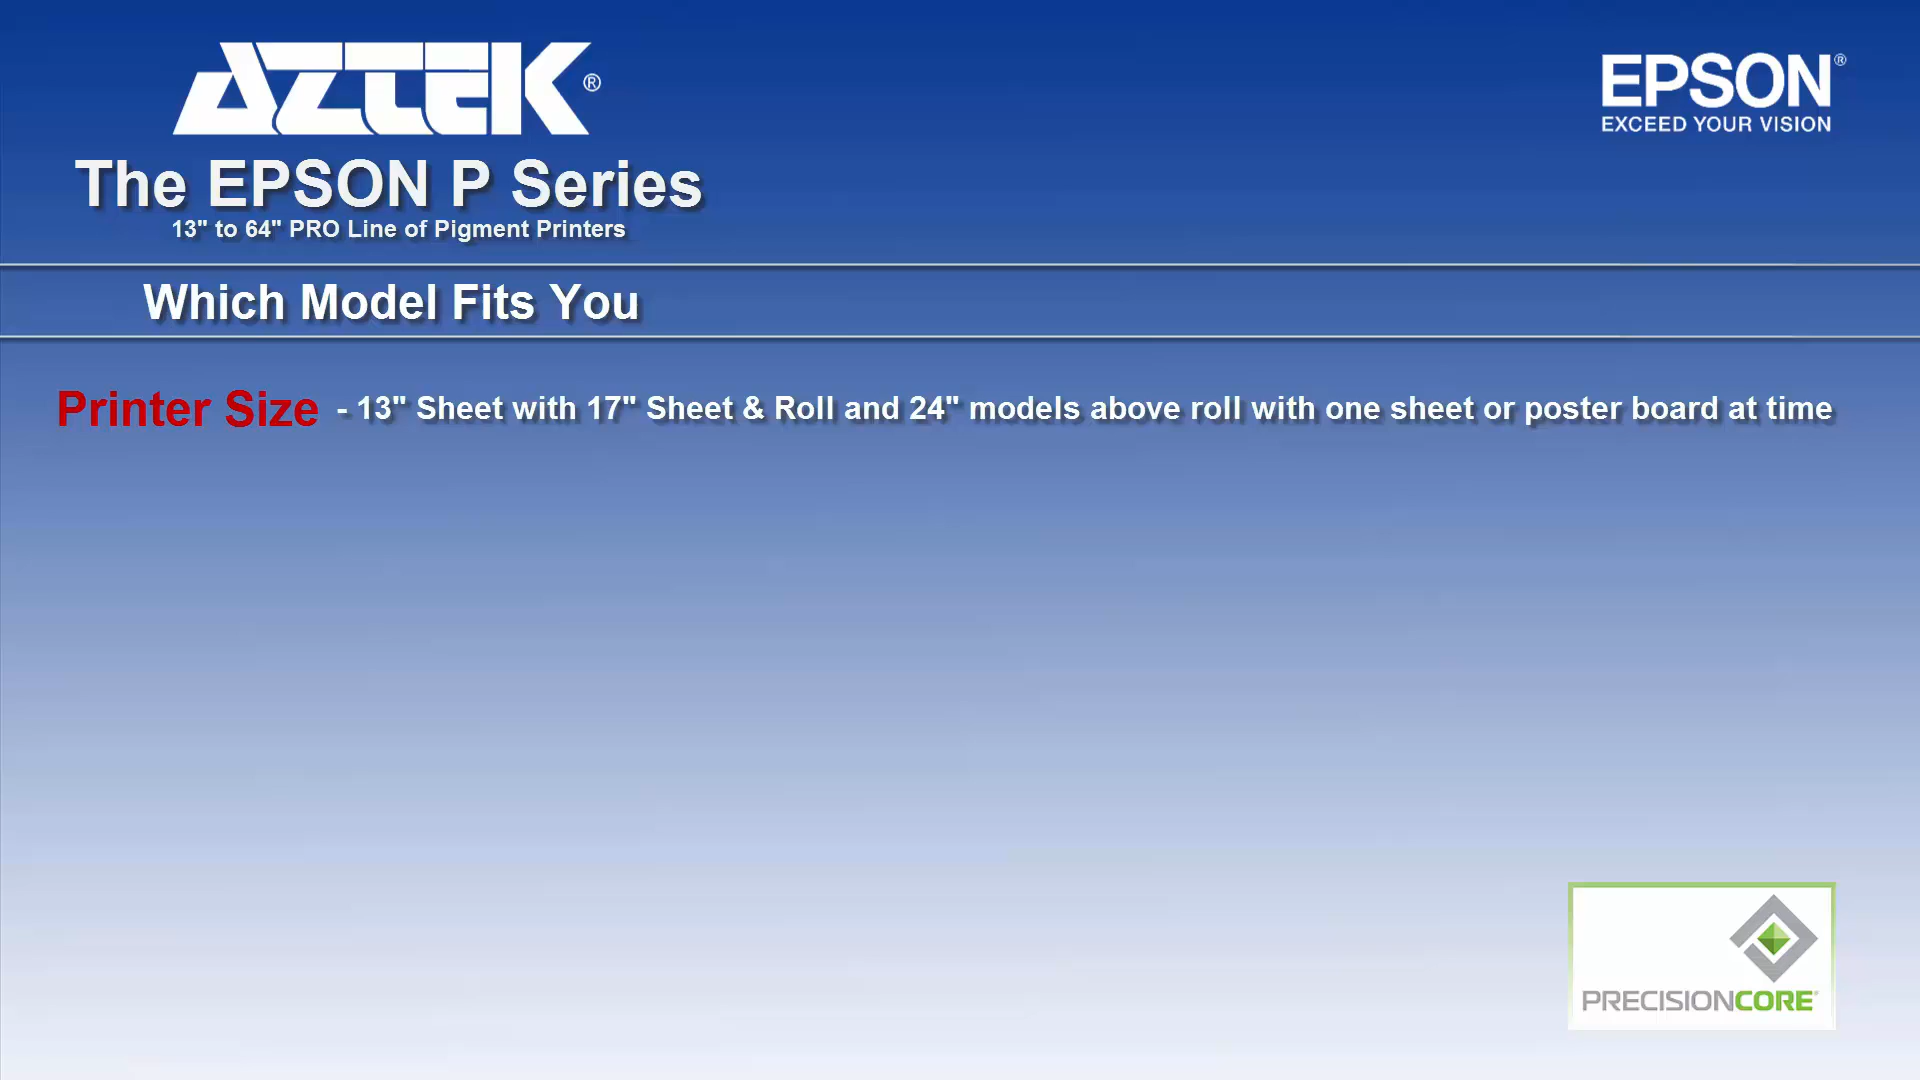 AZTEK®
EPSON®
EXCEED YOUR VISION
The EPSON P Series
13" to 64" PRO Line of Pigment Printers
Which Model Fits You
Printer Size - 13" Sheet with 17" Sheet & Roll and 24" models above roll with one sheet or poster board at time
PRECISIONCORE